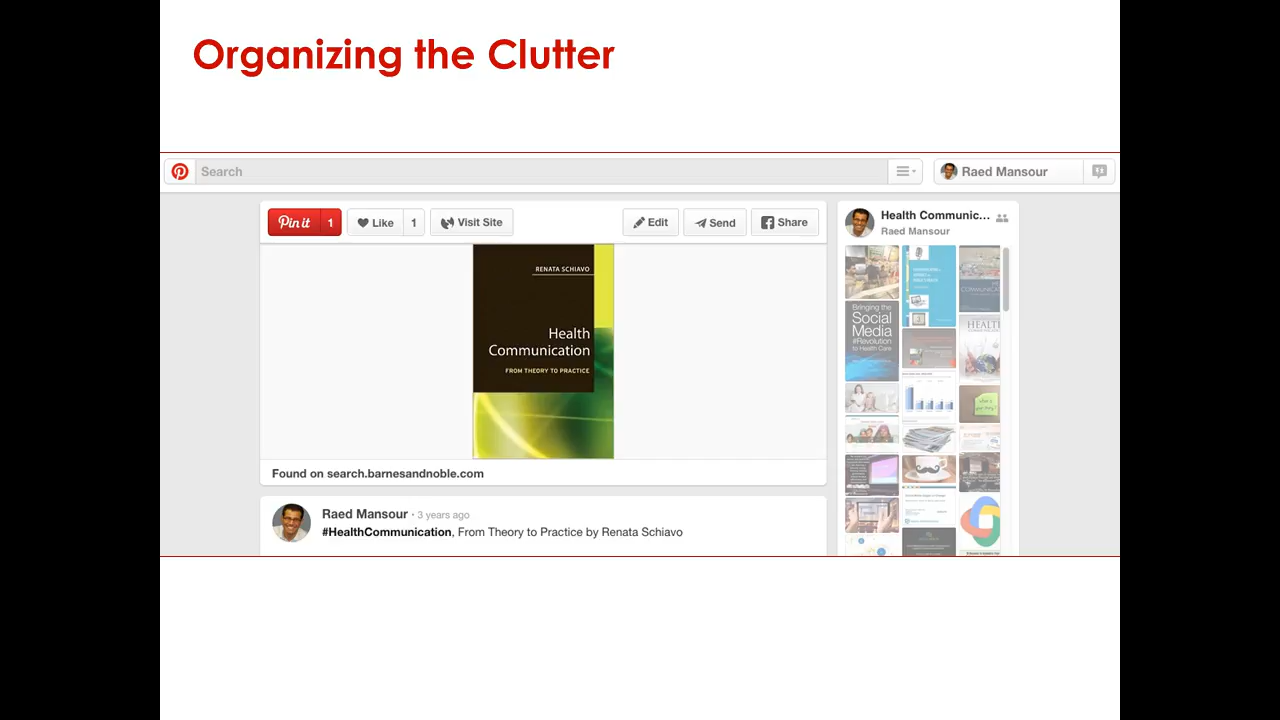 Organizing the Clutter
Search
Raed Mansour
Pin it 1
Like 1
Visit Site
Edit
Send
Share
RENATA SCHIAVO
Health
Communication
FROM THEORY TO PRACTICE
Found on search.barnesandnoble.com
Raed Mansour · 3 years ago
#HealthCommunication, From Theory to Practice by Renata Schiavo
Health Communic...
Raed Mansour
Bringing the
Social
Media
#Revolution
to Health Care